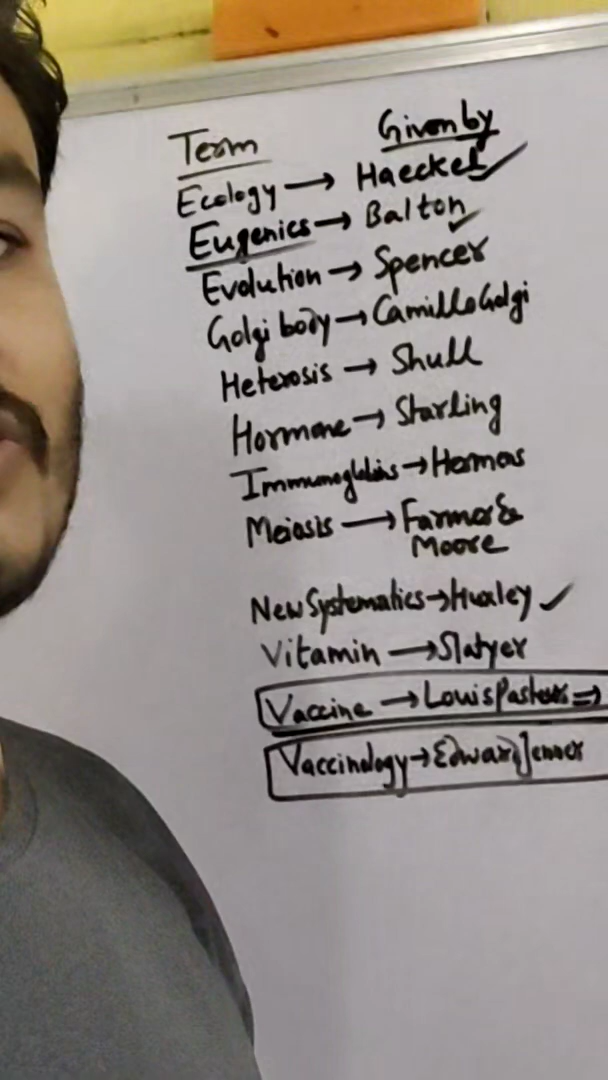 Term Given by
Ecology → Haeckel ✓
Eugenics → Balton ✓
Evolution → Spencer
Golgi body → Camillo Golgi
Heterosis → Shull
Hormone → Starling
Immunoglobins → Hermas
Meiosis → Farmer &
Moore
New Systematics → Huxley ✓
Vitamin → Slatyer
Vaccine → Louis Pasteur ⇒
Vaccinology → Edward Jenner